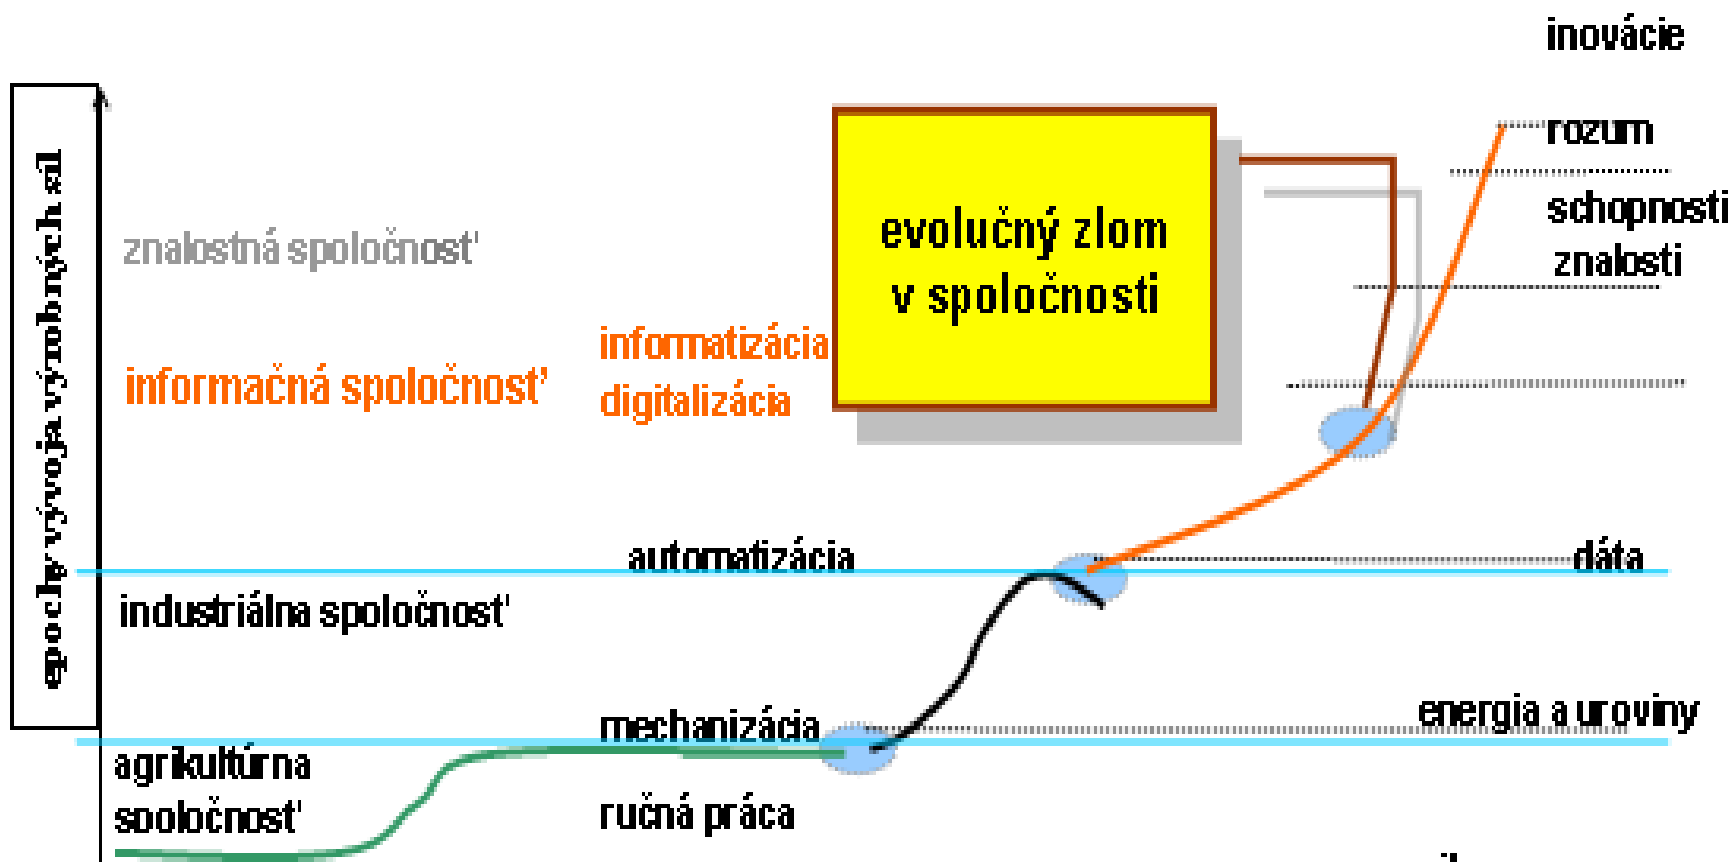 inovácie
epochy vývoja výrobných síl
rozum
schopnosti
znalostná spoločnosť
evolučný zlom
v spoločnosti
znalosti
informatizácia
informačná spoločnosť
digitalizácia
automatizácia
dáta
industriálna spoločnosť
mechanizácia
energia a uroviny
agrikultúrna
spoločnosť
ručná práca